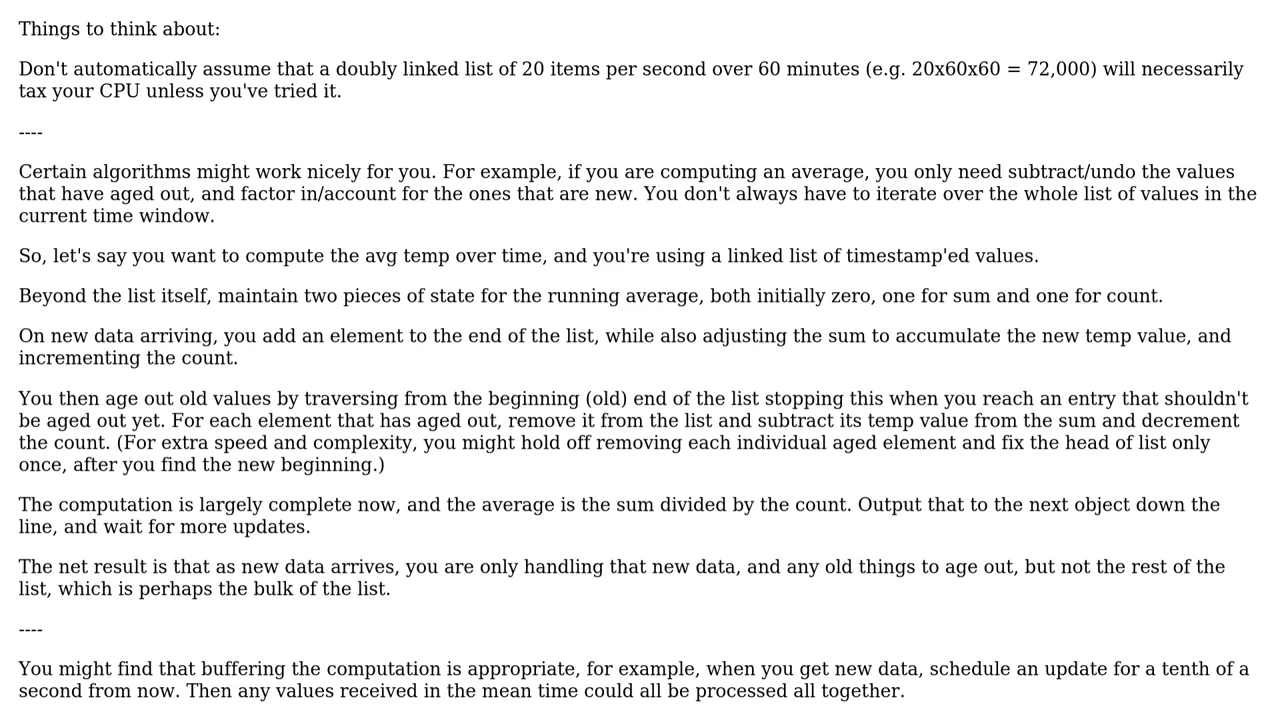 Things to think about:
Don't automatically assume that a doubly linked list of 20 items per second over 60 minutes (e.g. 20x60x60 = 72,000) will necessarily
tax your CPU unless you've tried it.
----
Certain algorithms might work nicely for you. For example, if you are computing an average, you only need subtract/undo the values
that have aged out, and factor in/account for the ones that are new. You don't always have to iterate over the whole list of values in the
current time window.
So, let's say you want to compute the avg temp over time, and you're using a linked list of timestamp'ed values.
Beyond the list itself, maintain two pieces of state for the running average, both initially zero, one for sum and one for count.
On new data arriving, you add an element to the end of the list, while also adjusting the sum to accumulate the new temp value, and
incrementing the count.
You then age out old values by traversing from the beginning (old) end of the list stopping this when you reach an entry that shouldn't
be aged out yet. For each element that has aged out, remove it from the list and subtract its temp value from the sum and decrement
the count. (For extra speed and complexity, you might hold off removing each individual aged element and fix the head of list only
once, after you find the new beginning.)
The computation is largely complete now, and the average is the sum divided by the count. Output that to the next object down the
line, and wait for more updates.
The net result is that as new data arrives, you are only handling that new data, and any old things to age out, but not the rest of the
list, which is perhaps the bulk of the list.
----
You might find that buffering the computation is appropriate, for example, when you get new data, schedule an update for a tenth of a
second from now. Then any values received in the mean time could all be processed all together.